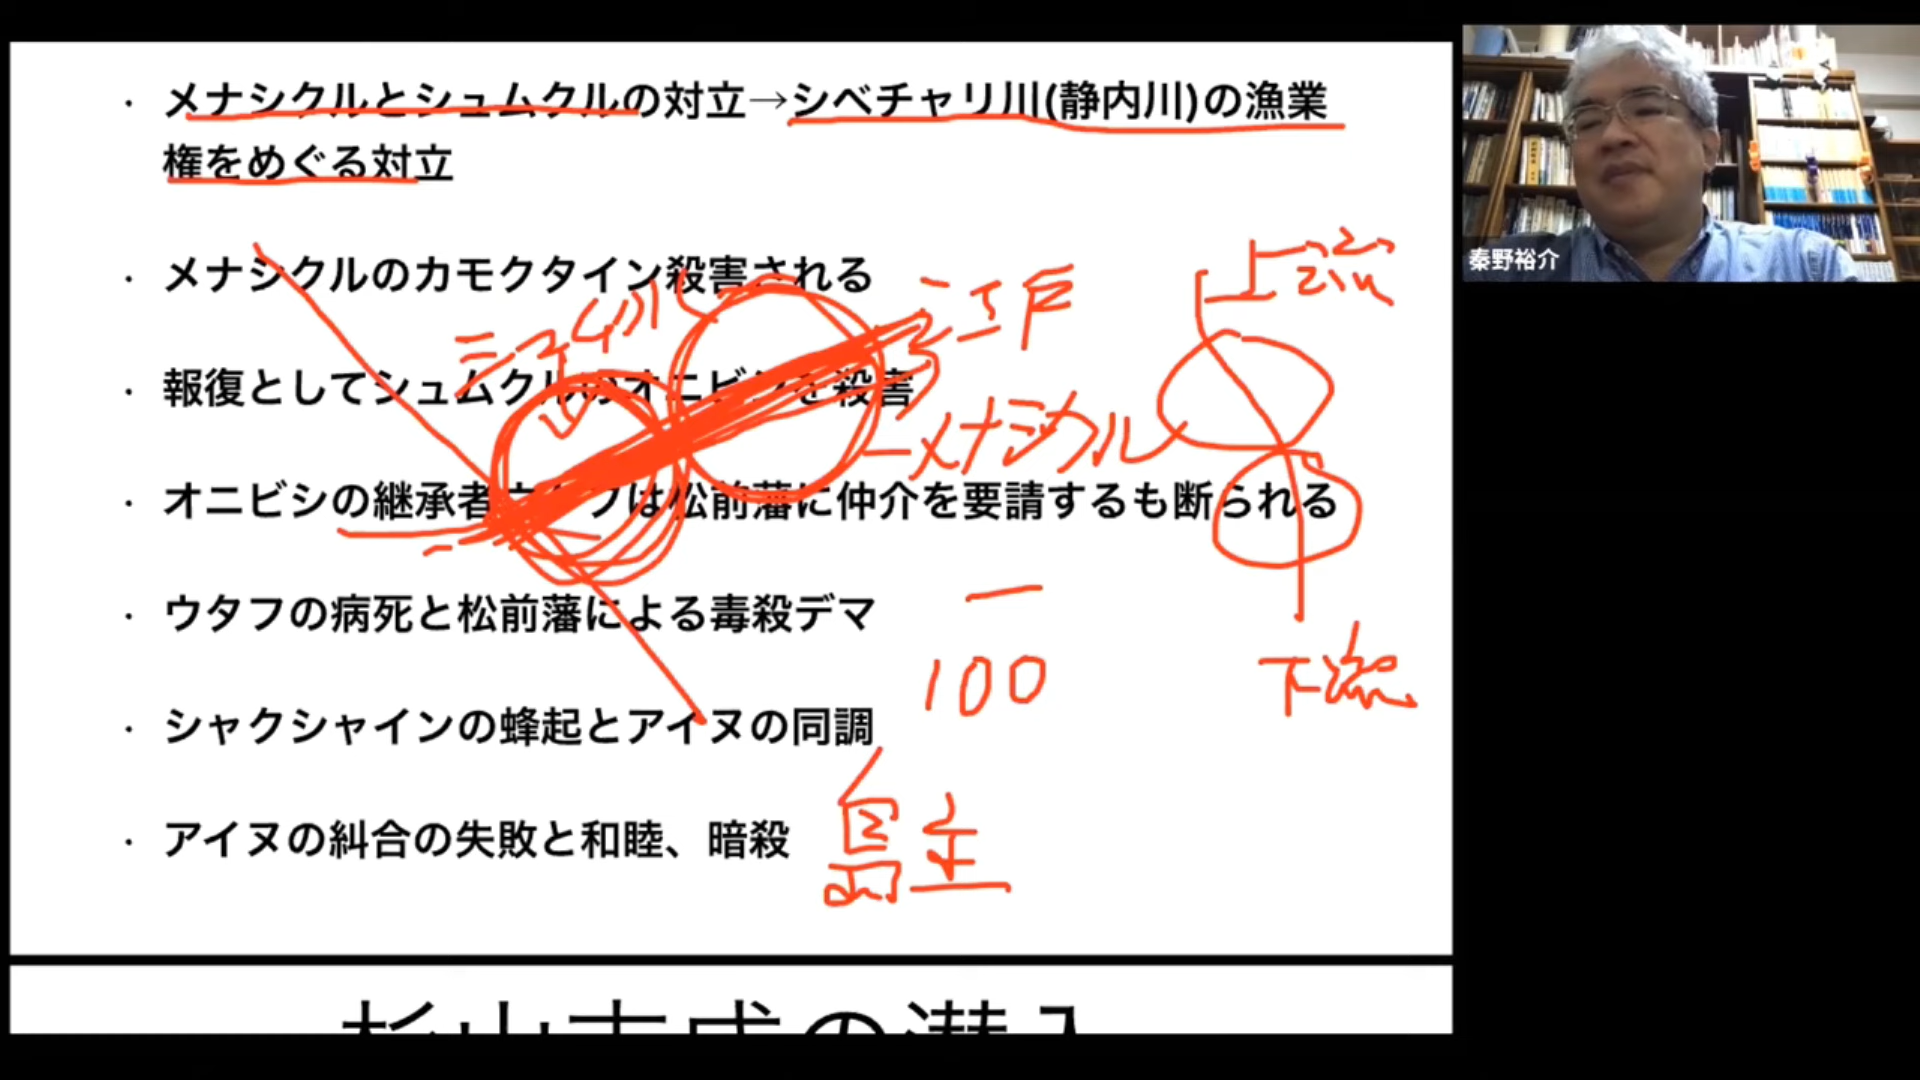 ・メナシクルとシュムクルの対立→シベチャリ川(静内川)の漁業
権をめぐる対立
・メナシクルのカモクタイン殺害される
・報復としてシュムクルのオニビシを殺害
・オニビシの継承者ウタフは松前藩に仲介を要請するも断られる
・ウタフの病死と松前藩による毒殺デマ
・シャクシャインの蜂起とアイヌの同調
・アイヌの糾合の失敗と和睦、暗殺
江戸
メナシクル
上流
下流
100
島主
秦野裕介